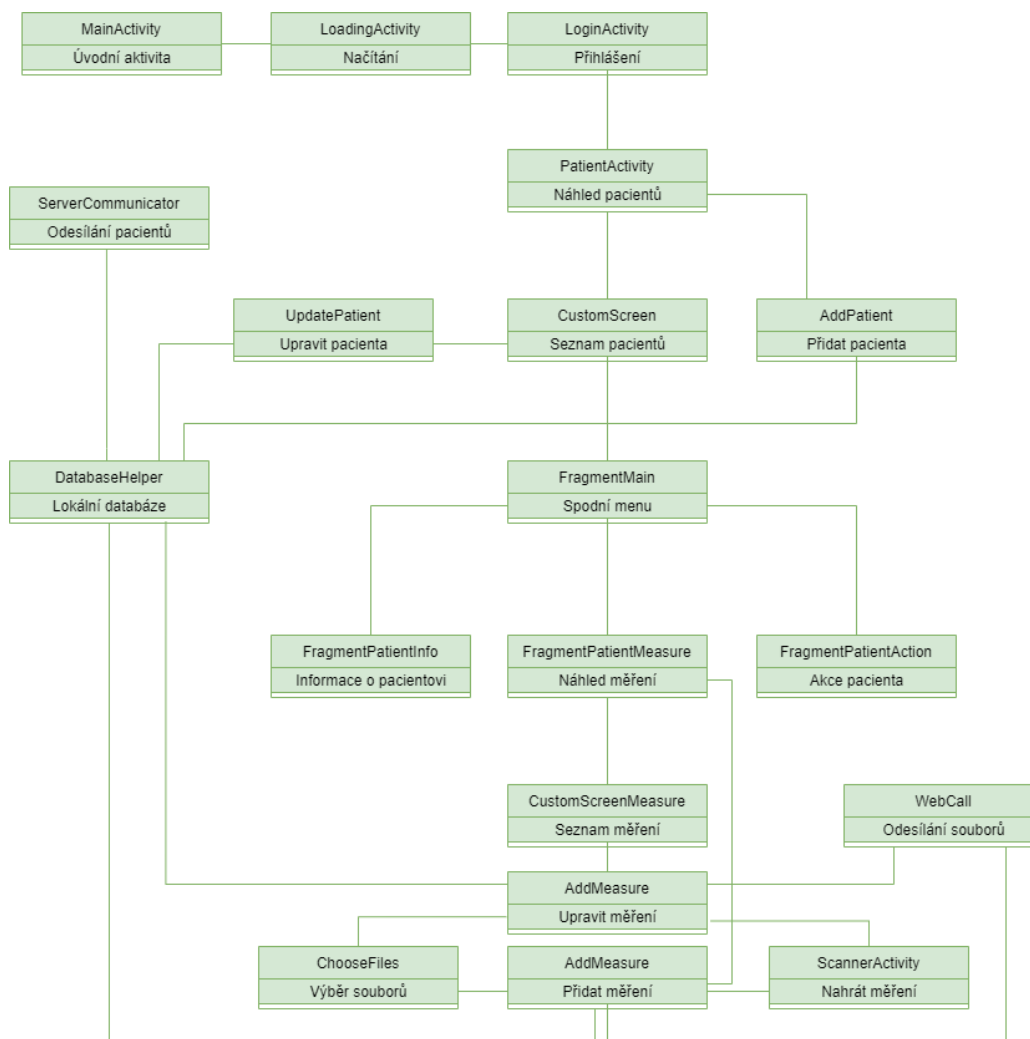 MainActivity
Úvodní aktivita
LoadingActivity
Načítání
LoginActivity
Přihlášení
PatientActivity
Náhled pacientů
ServerCommunicator
Odesílání pacientů
UpdatePatient
Upravit pacienta
CustomScreen
Seznam pacientů
AddPatient
Přidat pacienta
DatabaseHelper
Lokální databáze
FragmentMain
Spodní menu
FragmentPatientInfo
Informace o pacientovi
FragmentPatientMeasure
Náhled měření
FragmentPatientAction
Akce pacienta
CustomScreenMeasure
Seznam měření
WebCall
Odesílání souborů
AddMeasure
Upravit měření
ChooseFiles
Výběr souborů
AddMeasure
Přidat měření
ScannerActivity
Nahrát měření